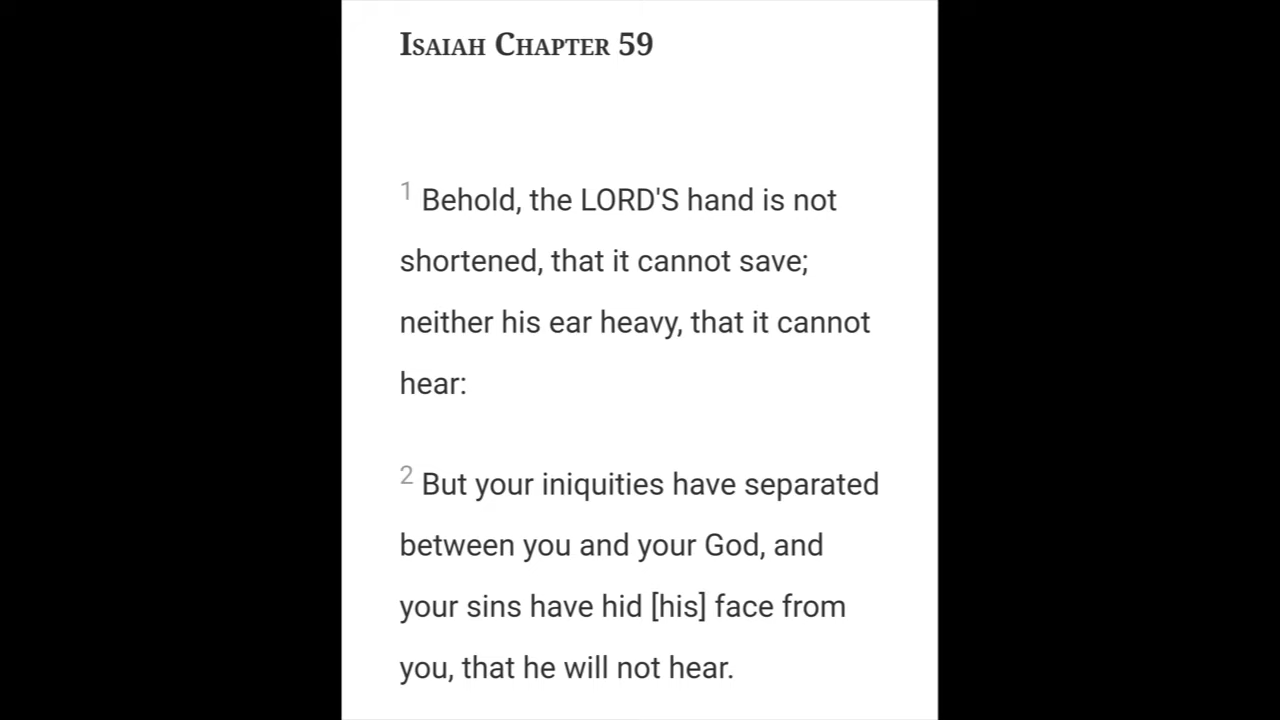 Isaiah Chapter 59
1 Behold, the LORD'S hand is not
shortened, that it cannot save;
neither his ear heavy, that it cannot
hear:
2 But your iniquities have separated
between you and your God, and
your sins have hid [his] face from
you, that he will not hear.